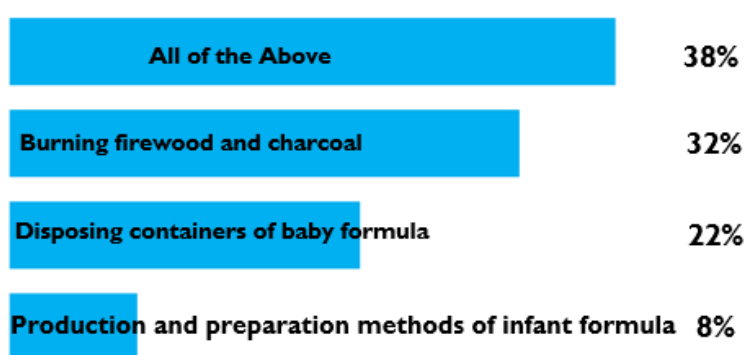 All of the Above 38%
Burning firewood and charcoal 32%
Disposing containers of baby formula 22%
Production and preparation methods of infant formula 8%